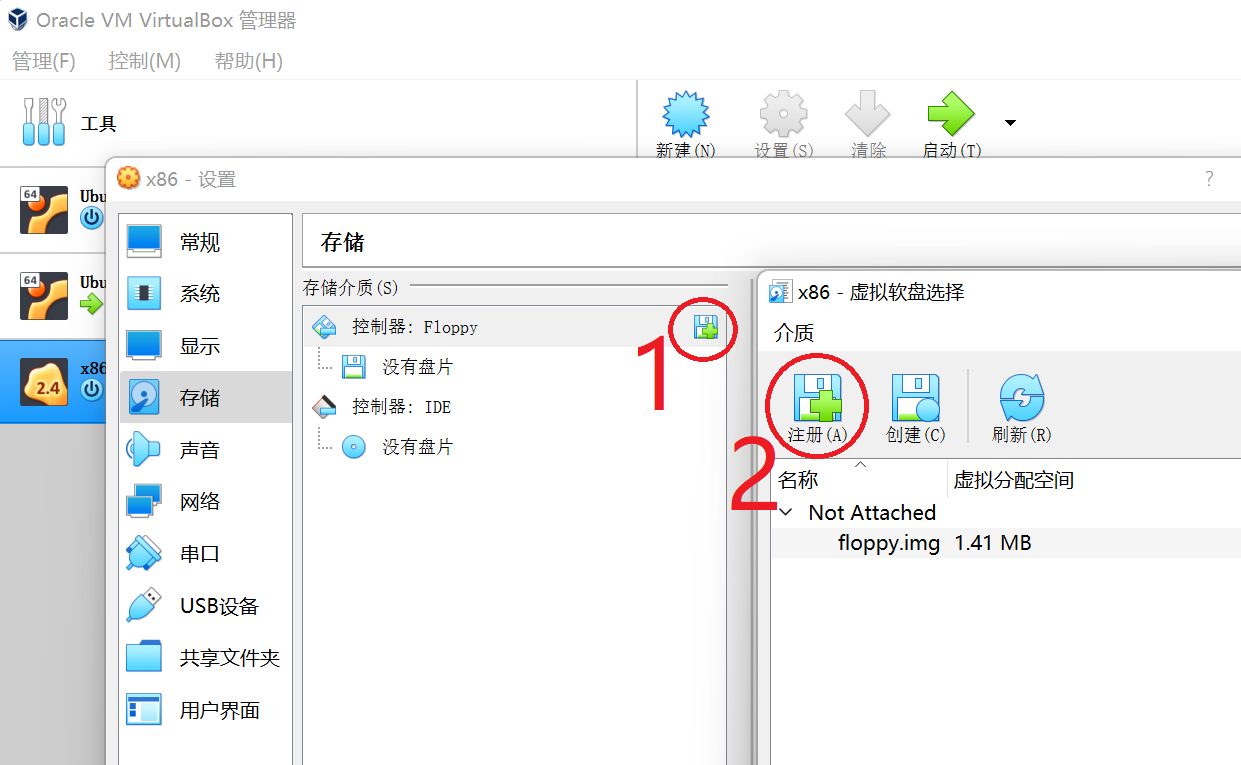 Oracle VM VirtualBox 管理器
管理(F) 控制(M) 帮助(H)
工具
新建(N) 设置(S) 清除 启动(T)
x86 - 设置 ?
64 Ubu
64 Ubu
2.4 x86
常规
系统
显示
存储
声音
网络
串口
USB设备
共享文件夹
用户界面
存储
存储介质(S)
控制器: Floppy
没有盘片
控制器: IDE
没有盘片
1
x86 - 虚拟软盘选择
介质
注册(A) 创建(C) 刷新(R)
2
名称 虚拟分配空间
Not Attached
floppy.img 1.41 MB